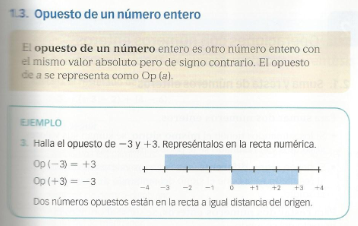 1.3. Opuesto de un número entero
El opuesto de un número entero es otro número entero con
el mismo valor absoluto pero de signo contrario. El opuesto
de a se representa como Op (a).
EJEMPLO
3. Halla el opuesto de −3 y +3. Represéntalos en la recta numérica.
Op (−3) = +3
Op (+3) = −3
−4 −3 −2 −1 0 +1 +2 +3 +4
Dos números opuestos están en la recta a igual distancia del origen.